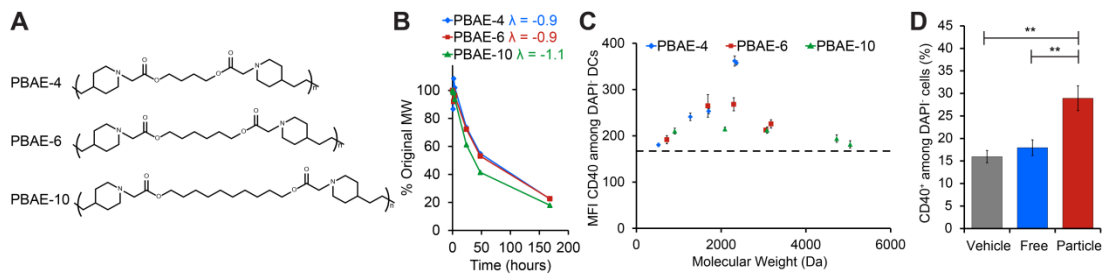 A
PBAE-4
PBAE-6
PBAE-10
N
O
O
O
O
N
n
N
O
O
O
O
N
n
N
O
O
O
O
N
n
B
PBAE-4 λ = -0.9
PBAE-6 λ = -0.9
PBAE-10 λ = -1.1
% Original MW
120
100
80
60
40
20
0
0 50 100 150 200
Time (hours)
C
PBAE-4 PBAE-6 PBAE-10
MFI CD40 among DAPI⁻ DCs
400
300
200
100
0
0 2000 4000 6000
Molecular Weight (Da)
D
CD40⁺ among DAPI⁻ cells (%)
45
40
35
30
25
20
15
10
5
0
**
**
Vehicle Free Particle